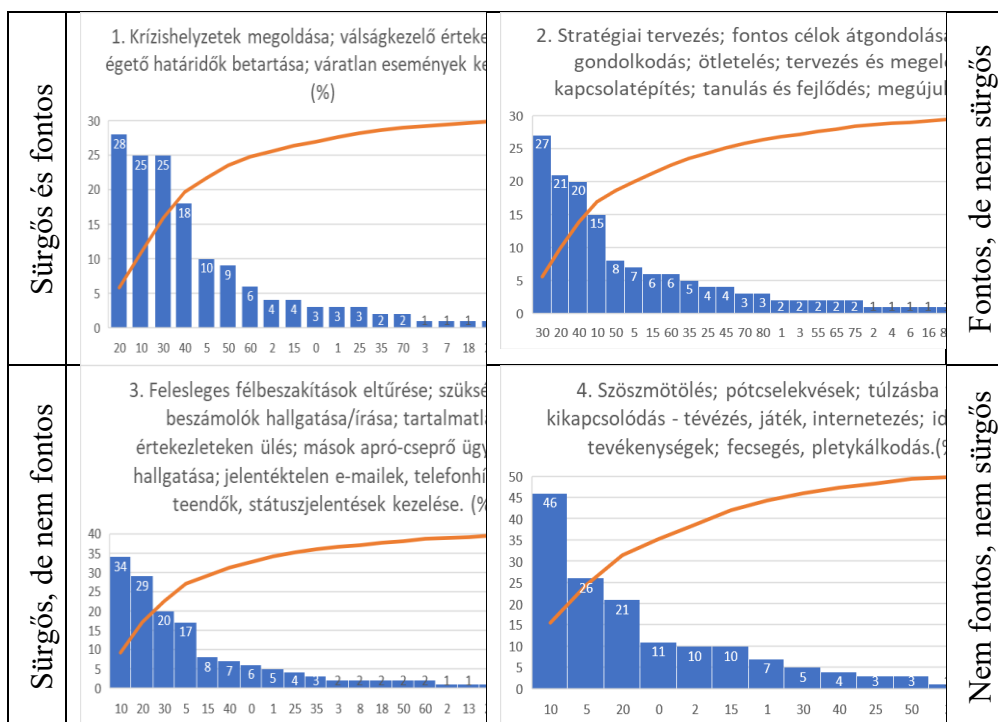 Sürgős és fontos
1. Krízishelyzetek megoldása; válságkezelő
égető határidők betartása; váratlan események
(%)
30
25
20
15
10
5
0
28 25 25 18 10 9 6 4 4 3 3 3 2 2 1 1 1
20 10 30 40 5 50 60 2 15 0 1 25 35 70 3 7 18
2. Stratégiai tervezés; fontos célok
gondolkodás; ötletelés; tervezés és
kapcsolatépítés; tanulás és fejlődés;
30
25
20
15
10
5
0
27 21 20 15 8 7 6 6 5 4 4 3 3 2 2 2 2 2 1 1 1 1
30 20 40 10 50 5 15 60 35 25 45 70 80 1 3 55 65 75 2 4 6 16
Fontos, de nem sürgős
Sürgős, de nem fontos
3. Felesleges félbeszakítások eltűrése;
beszámolók hallgatása/írása;
értekezleteken ülés; mások apró-cseprő
hallgatása; jelentéktelen e-mailek,
teendők, státuszjelentések kezelése. (%
40
35
30
25
20
15
10
5
0
34 29 20 17 8 7 6 5 4 3 2 2 2 2 2 1 1
10 20 30 5 15 40 0 1 25 35 3 8 18 50 60 2 13
4. Szöszmötölés; pótcselekvések; túlzásba
kikapcsolódás - tévézés, játék, internetezés;
tevékenységek; fecsegés, pletykálkodás.(%
50
45
40
35
30
25
20
15
10
5
0
46 26 21 11 10 10 7 5 4 3 3 1
10 5 20 0 2 15 1 30 40 25 50
Nem fontos, nem sürgős